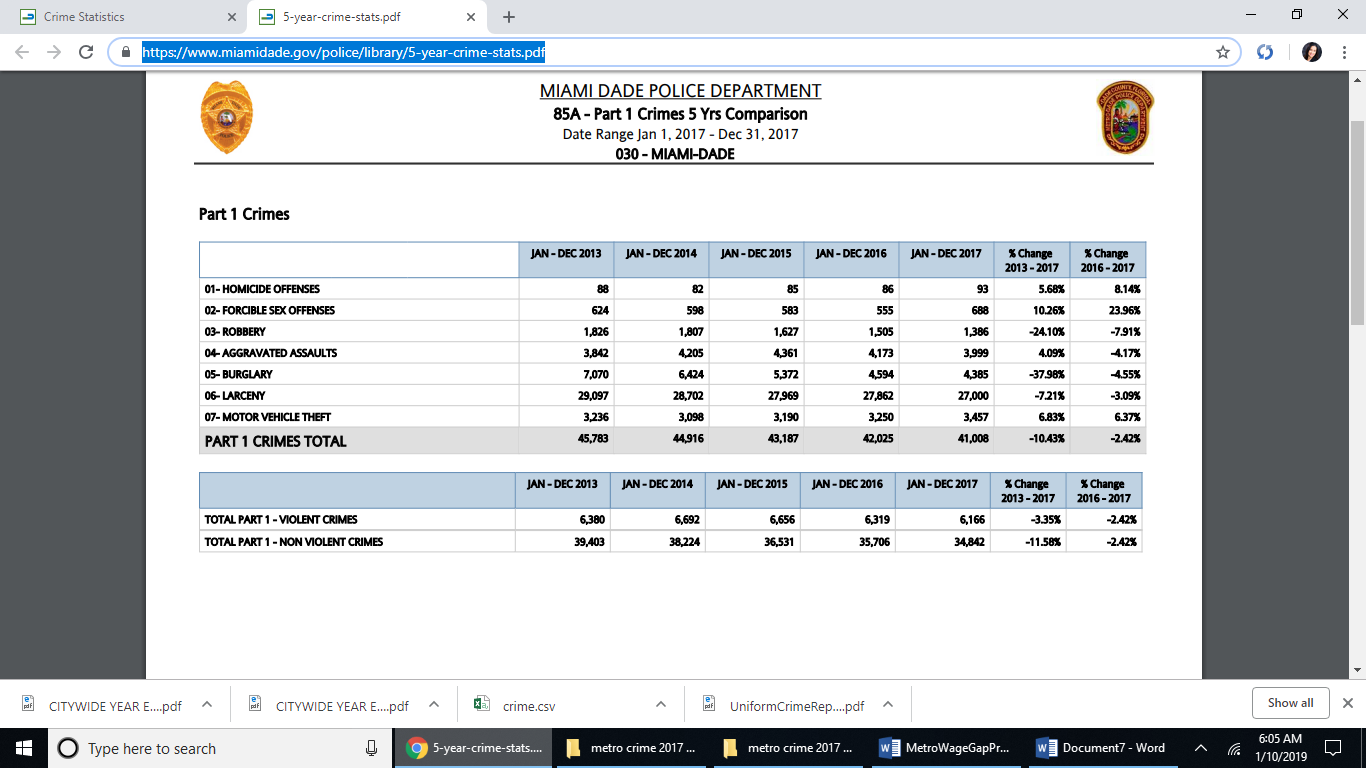 Crime Statistics
5-year-crime-stats.pdf
https://www.miamidade.gov/police/library/5-year-crime-stats.pdf
MIAMI DADE POLICE DEPARTMENT
85A - Part 1 Crimes 5 Yrs Comparison
Date Range Jan 1, 2017 - Dec 31, 2017
030 - MIAMI-DADE
Part 1 Crimes
JAN - DEC 2013 JAN - DEC 2014 JAN - DEC 2015 JAN - DEC 2016 JAN - DEC 2017 % Change 2013 - 2017 % Change 2016 - 2017
01- HOMICIDE OFFENSES 88 82 85 86 93 5.68% 8.14%
02- FORCIBLE SEX OFFENSES 624 598 583 555 688 10.26% 23.96%
03- ROBBERY 1,826 1,807 1,627 1,505 1,386 -24.10% -7.91%
04- AGGRAVATED ASSAULTS 3,842 4,205 4,361 4,173 3,999 4.09% -4.17%
05- BURGLARY 7,070 6,424 5,372 4,594 4,385 -37.98% -4.55%
06- LARCENY 29,097 28,702 27,969 27,862 27,000 -7.21% -3.09%
07- MOTOR VEHICLE THEFT 3,236 3,098 3,190 3,250 3,457 6.83% 6.37%
PART 1 CRIMES TOTAL 45,783 44,916 43,187 42,025 41,008 -10.43% -2.42%
JAN - DEC 2013 JAN - DEC 2014 JAN - DEC 2015 JAN - DEC 2016 JAN - DEC 2017 % Change 2013 - 2017 % Change 2016 - 2017
TOTAL PART 1 - VIOLENT CRIMES 6,380 6,692 6,656 6,319 6,166 -3.35% -2.42%
TOTAL PART 1 - NON VIOLENT CRIMES 39,403 38,224 36,531 35,706 34,842 -11.58% -2.42%
CITYWIDE YEAR E....pdf
CITYWIDE YEAR E....pdf
crime.csv
UniformCrimeRep....pdf
Show all
Type here to search
5-year-crime-stats....
metro crime 2017 ...
metro crime 2017 ...
MetroWageGapPr...
Document7 - Word
6:05 AM
1/10/2019